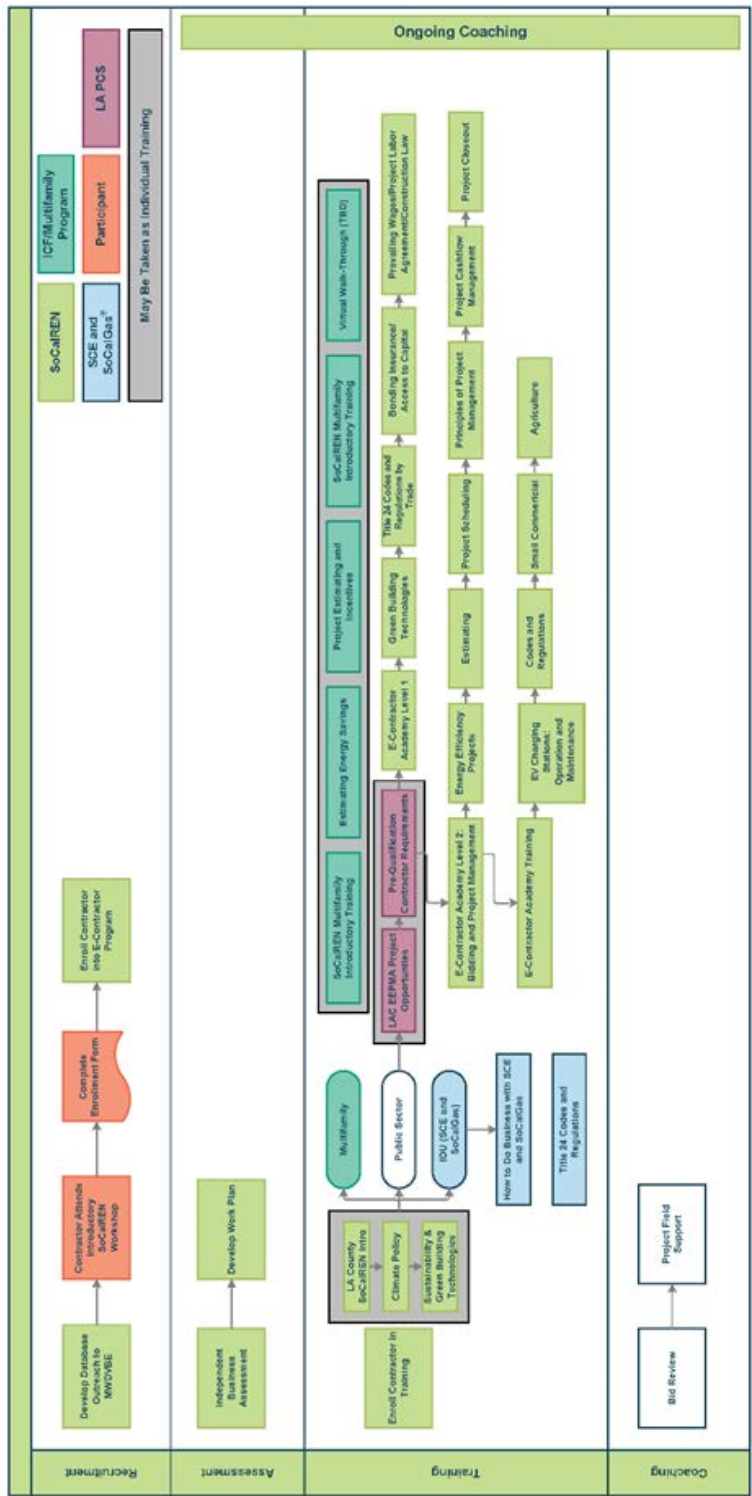 Recruitment
Develop Database
Outreach to
MWDVBE
Contractor Attends
Introductory
SoCalREN
Workshop
Complete
Enrollment Form
Enroll Contractor
into E-Contractor
Program
SoCalREN
ICF/Multifamily
Program
SCE and
SoCalGas®
Participant
LA PCS
May Be Taken as Individual Training
Assessment
Independent
Business
Assessment
Develop Work Plan
Ongoing Coaching
Training
Enroll Contractor in
Training
LA County
SoCalREN Intro
Climate Policy
Sustainability &
Green Building
Technologies
Multifamily
Public Sector
IOU (SCE and
SoCalGas)
How to Do Business with SCE
and SoCalGas
Title 24 Codes and
Regulations
SoCalREN Multifamily
Introductory Training
Estimating Energy Savings
Project Estimating and
Incentives
SoCalREN Multifamily
Introductory Training
Virtual Walk-Through (TBD)
LAC EEPMA Project
Opportunities
Pre-Qualification
Contractor Requirements
E-Contractor
Academy Level 1
Green Building
Technologies
Title 24 Codes and
Regulations by
Trade
Bonding Insurance/
Access to Capital
Prevailing Wages/Project Labor
Agreement/Construction Law
E-Contractor Academy Level 2:
Bidding and Project Management
Energy Efficiency
Projects
Estimating
Project Scheduling
Principles of Project
Management
Project Cashflow
Management
Project Closeout
E-Contractor Academy Training
EV Charging
Stations:
Operation and
Maintenance
Codes and
Regulations
Small Commericial
Agriculture
Coaching
Bid Review
Project Field
Support